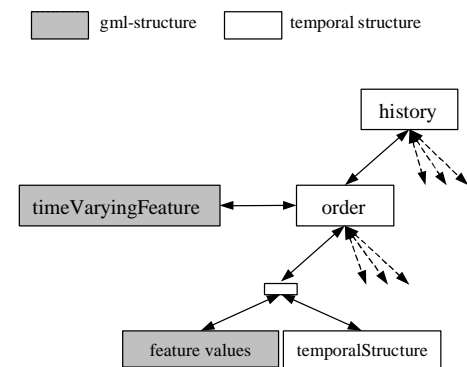 gml-structure
temporal structure
history
timeVaryingFeature
order
feature values
temporalStructure